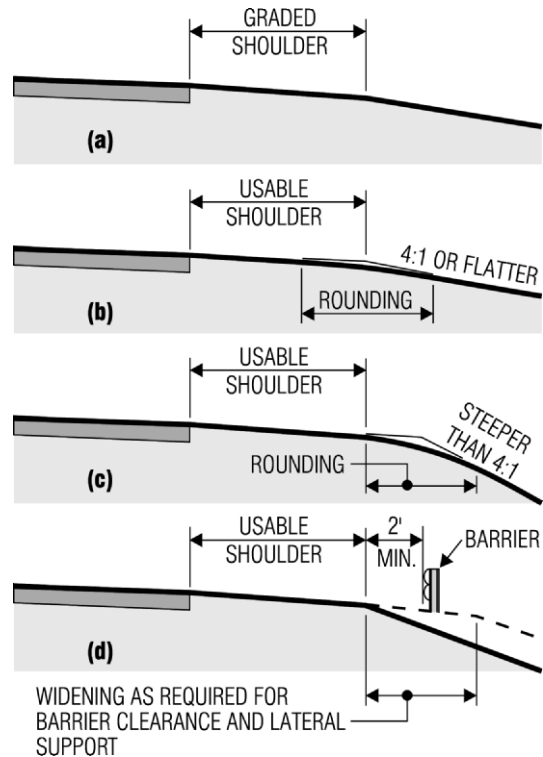 GRADED
SHOULDER
(a)
USABLE
SHOULDER
4:1 OR FLATTER
ROUNDING
(b)
USABLE
SHOULDER
STEEPER
THAN 4:1
ROUNDING
(c)
USABLE
SHOULDER
2'
MIN.
BARRIER
(d)
WIDENING AS REQUIRED FOR
BARRIER CLEARANCE AND LATERAL
SUPPORT